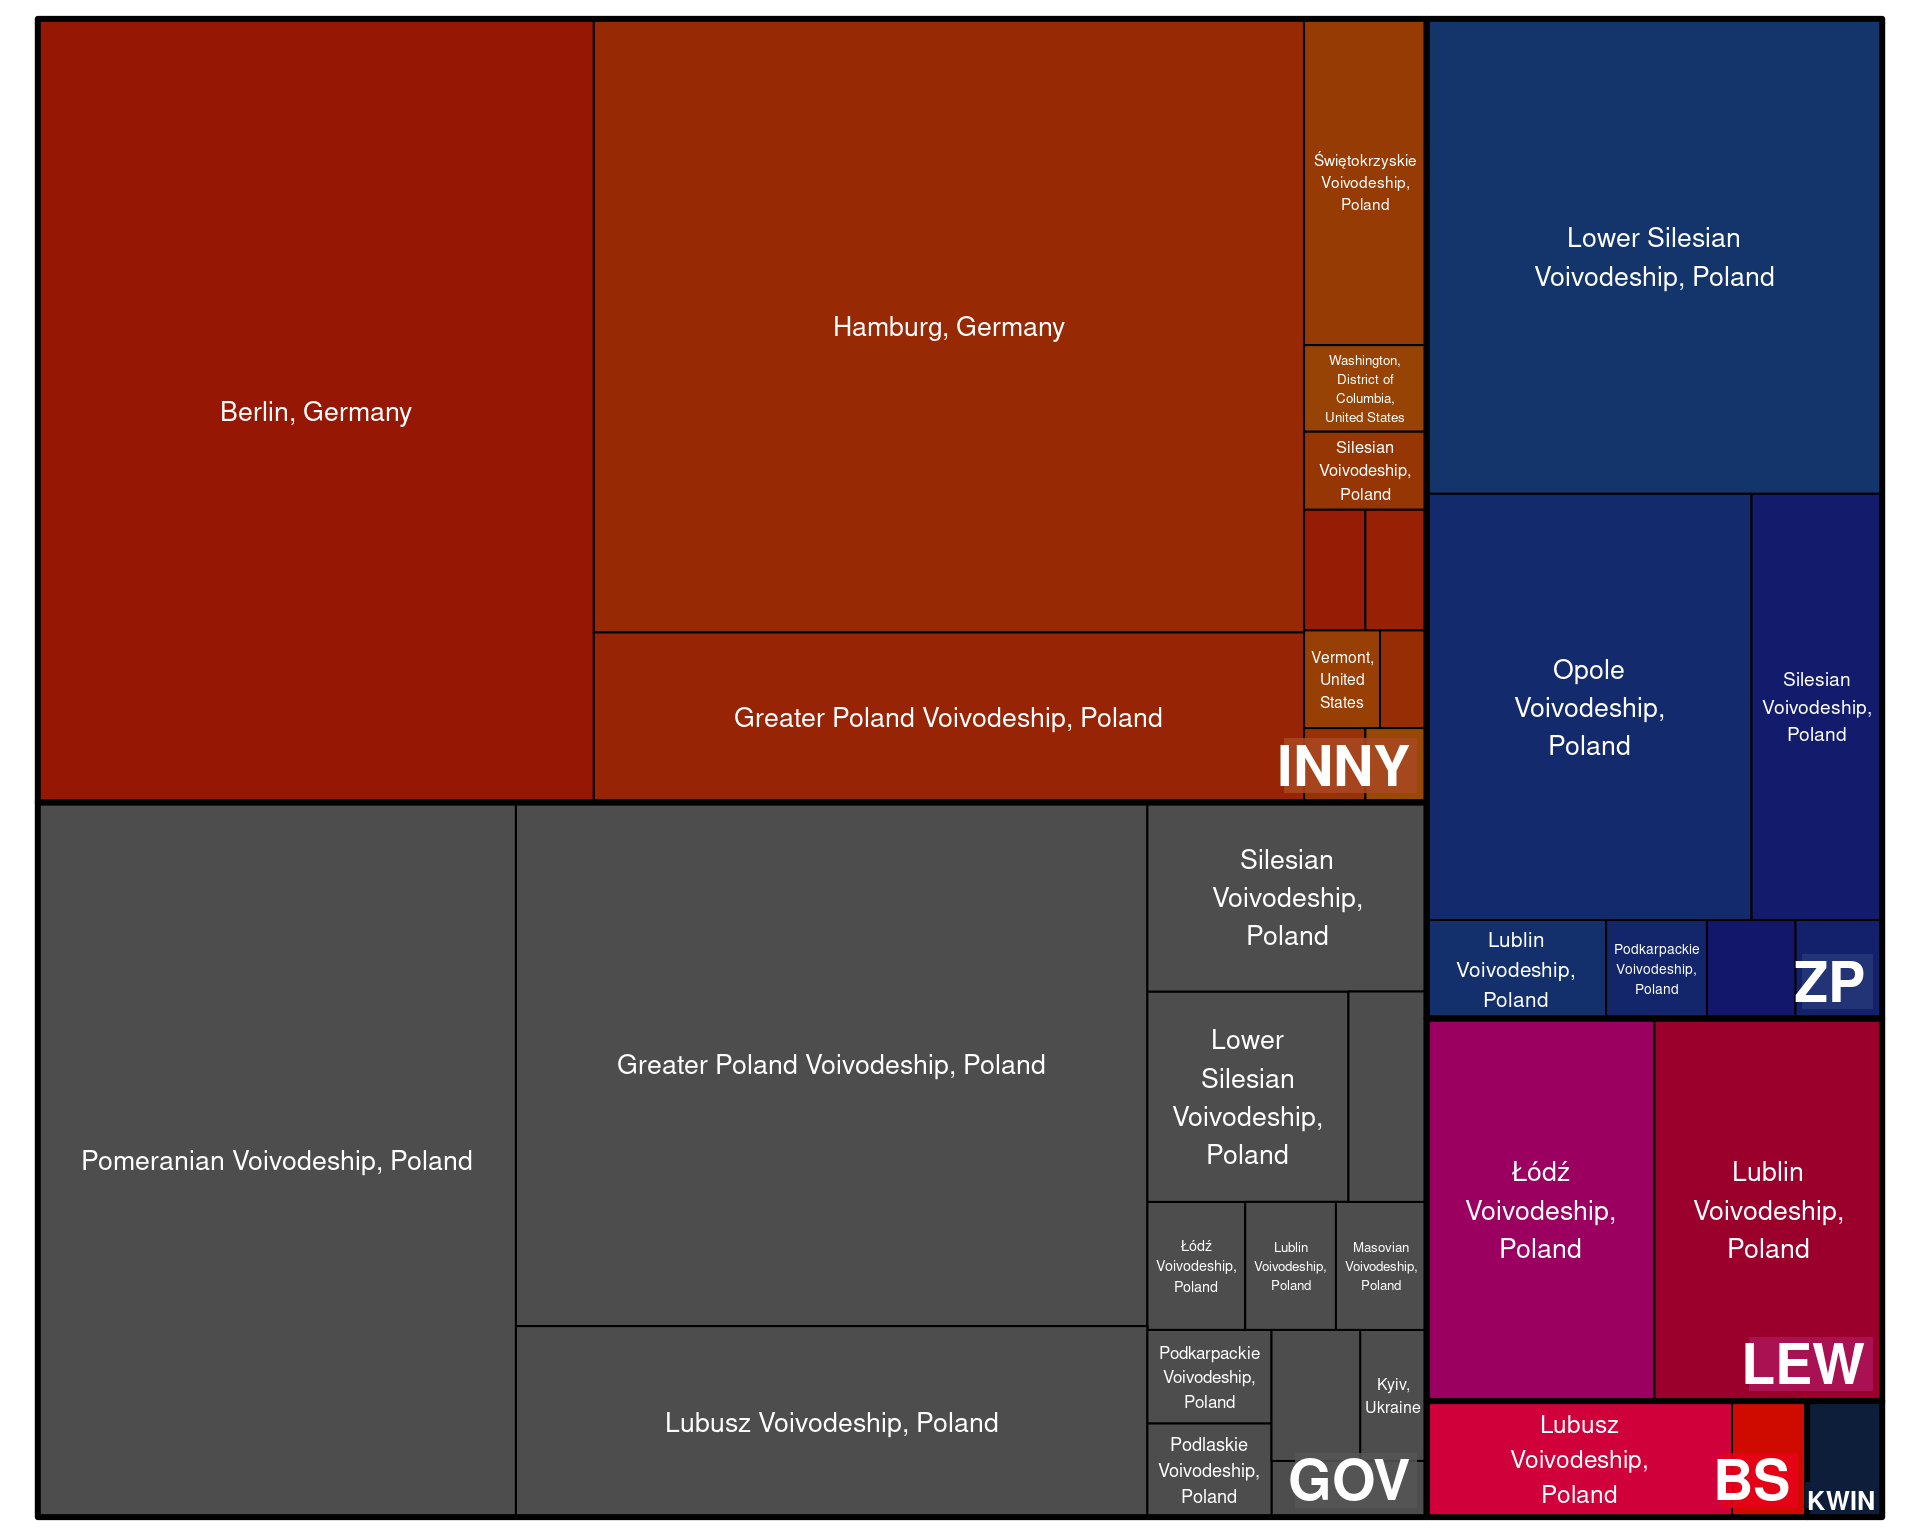 Berlin, Germany
Hamburg, Germany
Greater Poland Voivodeship, Poland
Świętokrzyskie
Voivodeship,
Poland
Washington,
District of
Columbia,
United States
Silesian
Voivodeship,
Poland
Vermont,
United
States
INNY
Lower Silesian
Voivodeship, Poland
Opole
Voivodeship,
Poland
Silesian
Voivodeship,
Poland
Lublin
Voivodeship,
Poland
Podkarpackie
Voivodeship,
Poland
ZP
Pomeranian Voivodeship, Poland
Greater Poland Voivodeship, Poland
Lubusz Voivodeship, Poland
Silesian
Voivodeship,
Poland
Lower
Silesian
Voivodeship,
Poland
Łódź
Voivodeship,
Poland
Lublin
Voivodeship,
Poland
Masovian
Voivodeship,
Poland
Podkarpackie
Voivodeship,
Poland
Podlaskie
Voivodeship,
Poland
Kyiv,
Ukraine
GOV
Łódź
Voivodeship,
Poland
Lublin
Voivodeship,
Poland
LEW
Lubusz
Voivodeship,
Poland
BS
KWIN